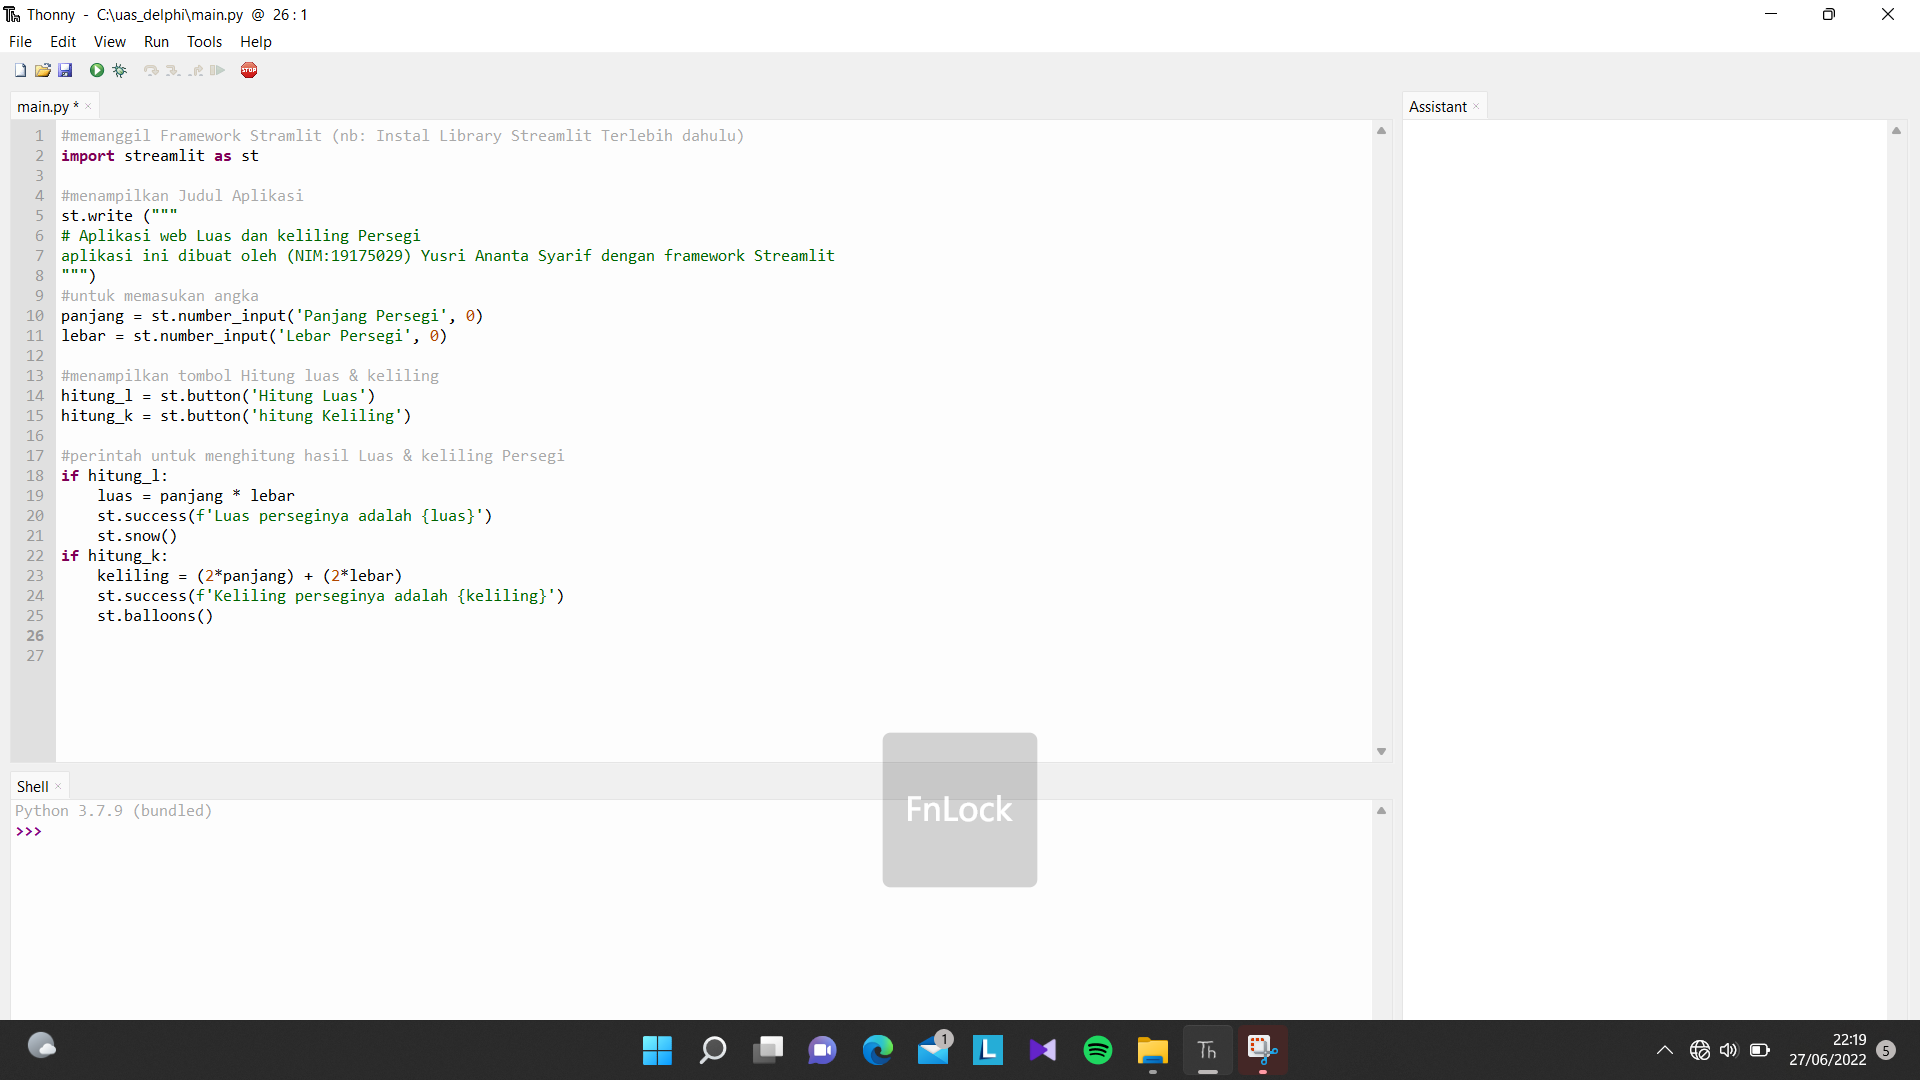 Thonny - C:\uas_delphi\main.py @ 26 : 1
File Edit View Run Tools Help
STOP
main.py *
Assistant
1 #memanggil Framework Stramlit (nb: Instal Library Streamlit Terlebih dahulu)
2 import streamlit as st
3
4 #menampilkan Judul Aplikasi
5 st.write ("""
6 # Aplikasi web Luas dan keliling Persegi
7 aplikasi ini dibuat oleh (NIM:19175029) Yusri Ananta Syarif dengan framework Streamlit
8 """)
9 #untuk memasukan angka
10 panjang = st.number_input('Panjang Persegi', 0)
11 lebar = st.number_input('Lebar Persegi', 0)
12
13 #menampilkan tombol Hitung luas & keliling
14 hitung_l = st.button('Hitung Luas')
15 hitung_k = st.button('hitung Keliling')
16
17 #perintah untuk menghitung hasil Luas & keliling Persegi
18 if hitung_l:
19     luas = panjang * lebar
20     st.success(f'Luas perseginya adalah {luas}')
21     st.snow()
22 if hitung_k:
23     keliling = (2*panjang) + (2*lebar)
24     st.success(f'Keliling perseginya adalah {keliling}')
25     st.balloons()
26
27
Shell
Python 3.7.9 (bundled)
>>>
FnLock
1
L
Th
22:19
27/06/2022
5